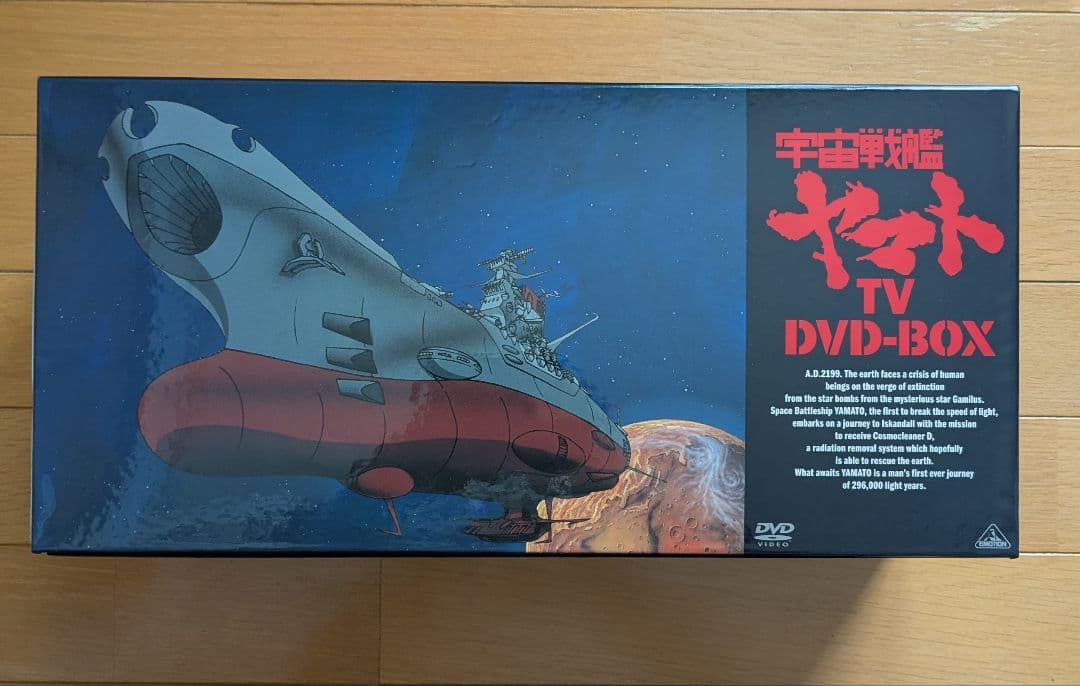 宇宙戦艦
ヤマト
TV
DVD-BOX
A.D.2199. The earth faces a crisis of human
beings on the verge of extinction
from the star bombs from the mysterious star Gamilus.
Space Battleship YAMATO, the first to break the speed of light,
embarks on a journey to Iskandall with the mission
to receive Cosmocleaner D,
a radiation removal system which hopefully
is able to rescue the earth.
What awaits YAMATO is a man's first ever journey
of 296,000 light years.
DVD
VIDEO
EMOTION